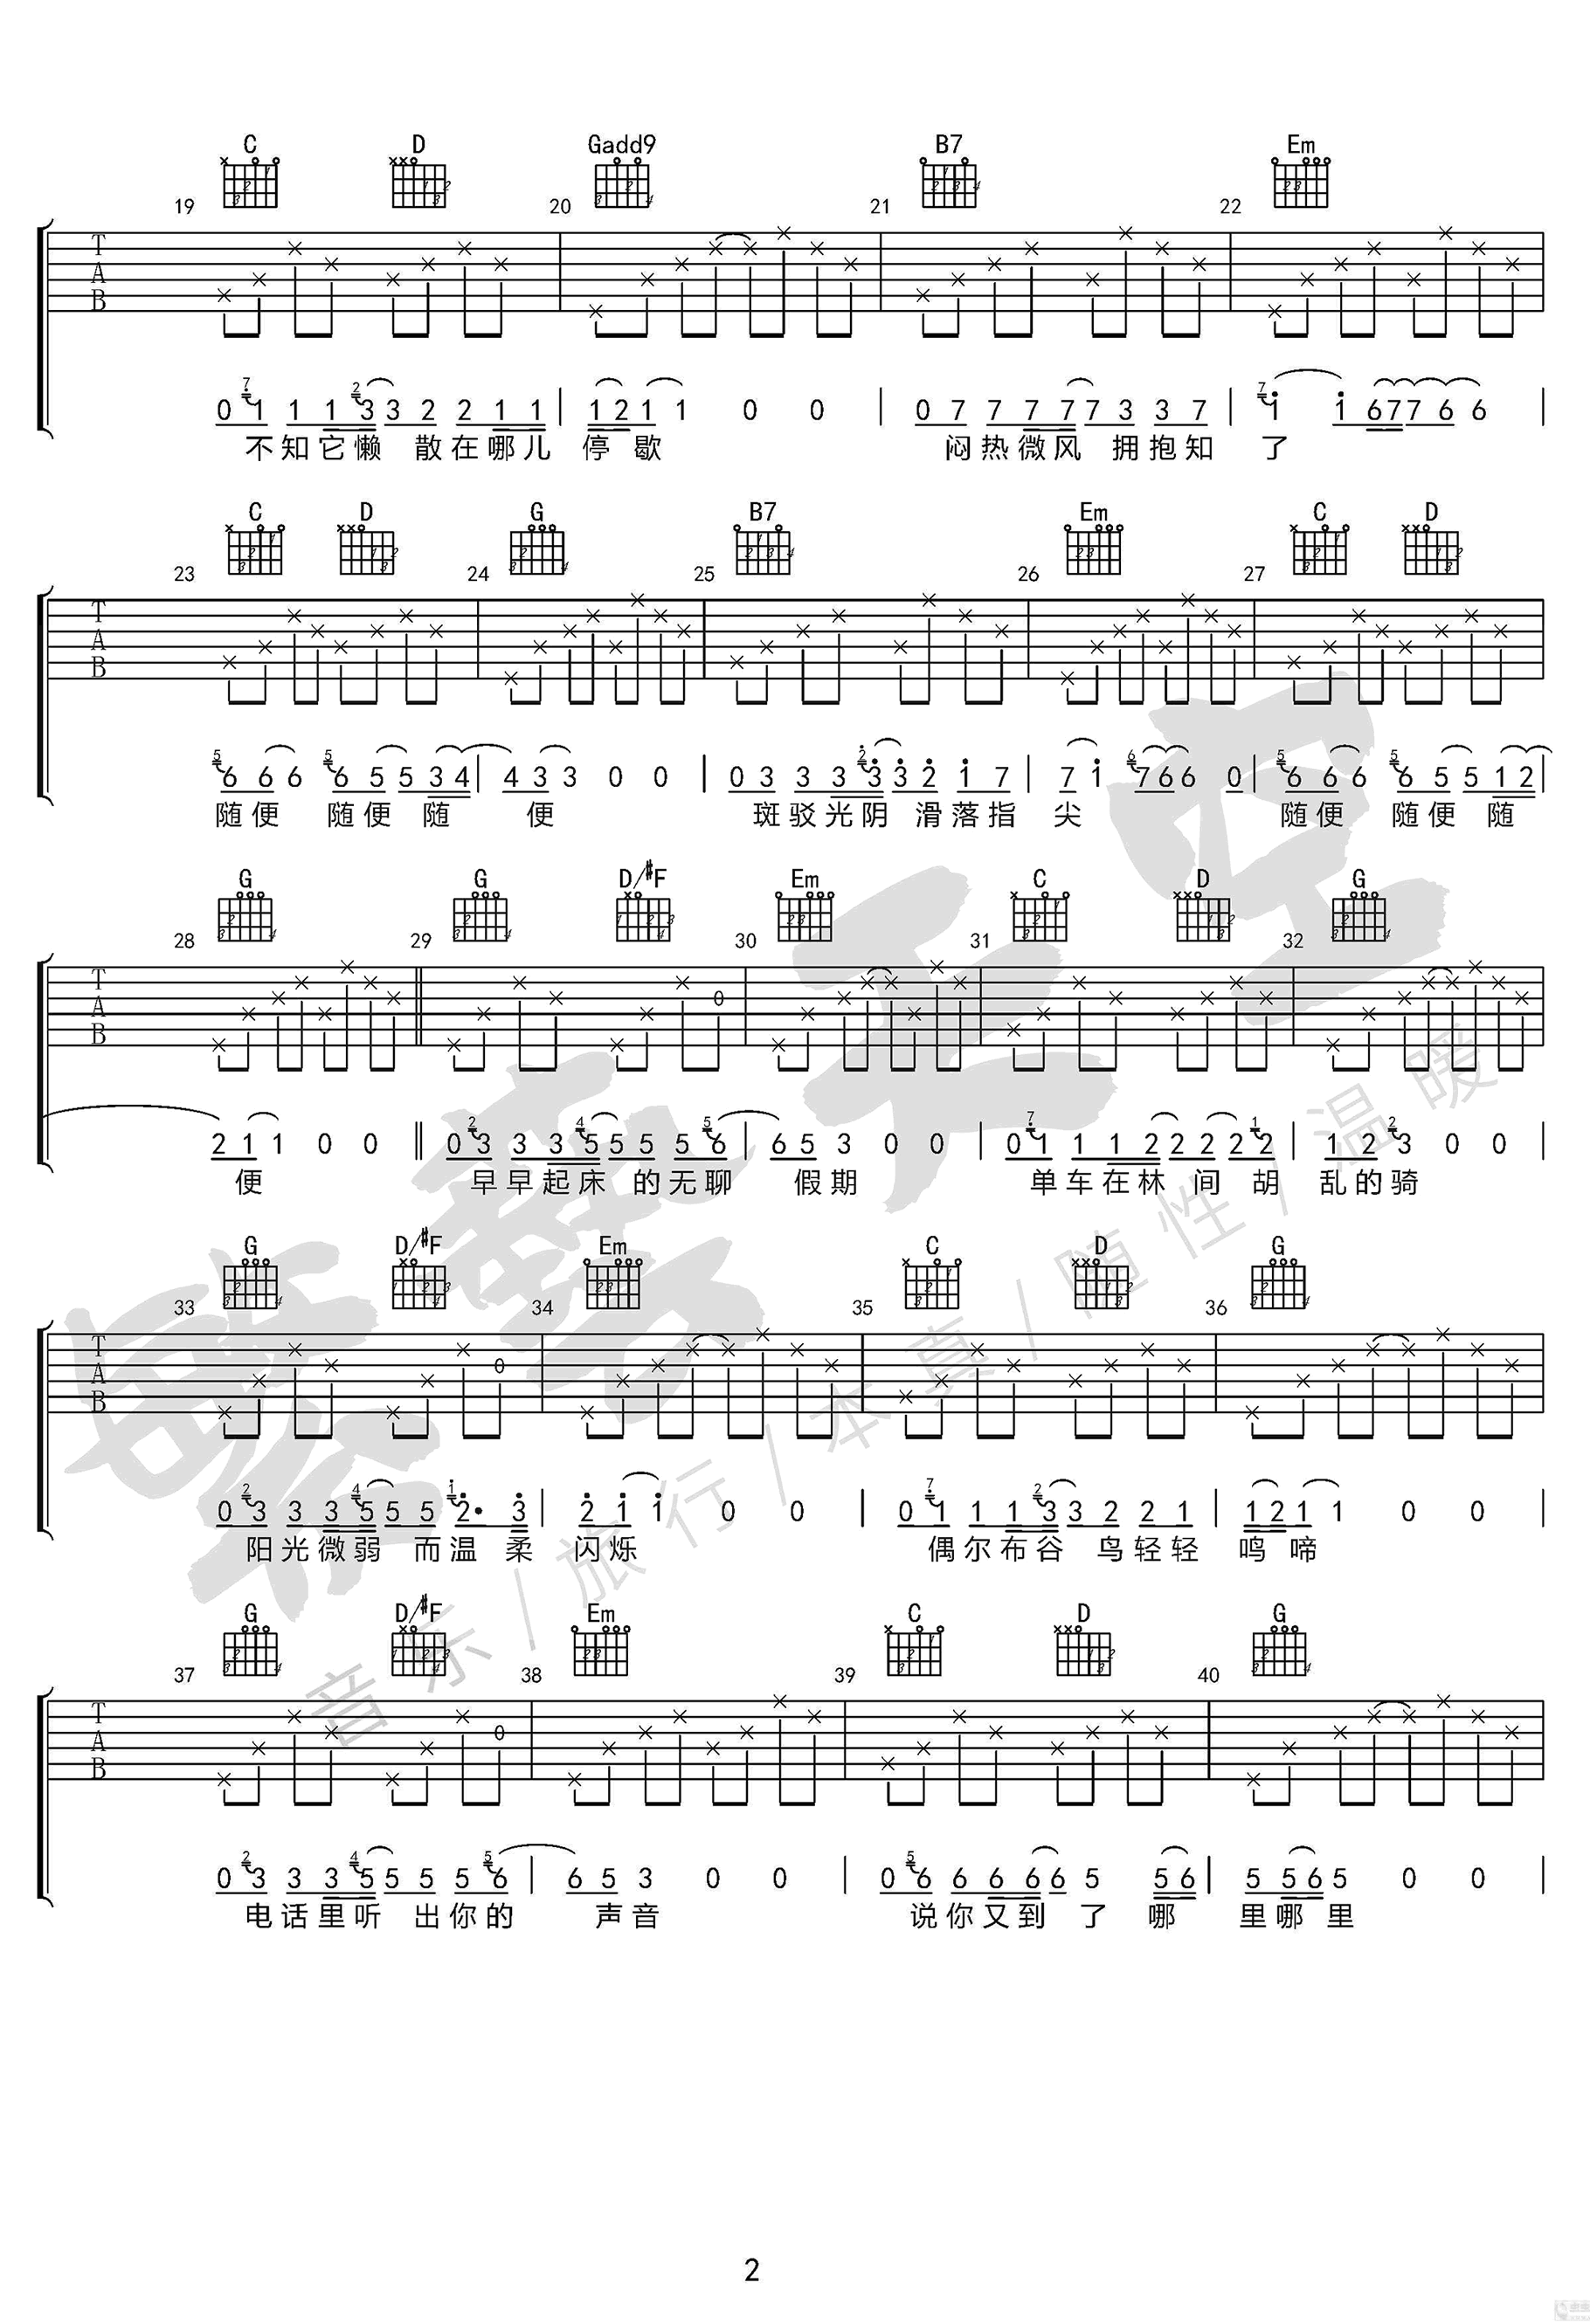 C D Gadd9 B7 Em
19 20 21 22
T
A
B
0 1 1 1 3 3 2 2 1 1 | 1 2 1 1 0 0 | 0 7 7 7 7 7 3 3 7 | 1 1 6 7 7 6 6 |
不知它懒 散在哪儿 停 歇 闷热微风 拥抱知 了
C D G B7 Em C D
23 24 25 26 27
T
A
B
6 6 6 6 5 5 3 4 | 4 3 3 0 0 | 0 3 3 3 3 3 2 1 7 | 7 1 7 6 6 0 | 6 6 6 6 5 5 1 2 |
随便 随便 随 便 斑驳光阴 滑落指 尖 随便 随便 随
G G D/#F Em C D G
28 29 30 31 32
T
A
B
2 1 1 0 0 || 0 3 3 3 5 5 5 5 6 | 6 5 3 0 0 | 0 1 1 1 2 2 2 2 2 | 1 2 3 0 0 |
便 早早起床 的无聊 假期 单车在林 间 胡 乱的骑
G D/#F Em C D G
33 34 35 36
T
A
B
0 3 3 3 5 5 5 2· 3 | 2 1 1 0 0 | 0 1 1 1 3 3 2 2 1 | 1 2 1 1 0 0 |
阳光微弱 而温 柔 闪烁 偶尔布谷 鸟轻轻 鸣啼
G D/#F Em C D G
37 38 39 40
T
A
B
0 3 3 3 5 5 5 5 6 | 6 5 3 0 0 | 0 6 6 6 6 6 5 5 6 | 5 5 6 5 0 0 |
电话里听 出你的 声音 说你又到 了 哪 里哪 里
音乐/旅行/本真/随性/温暖
2